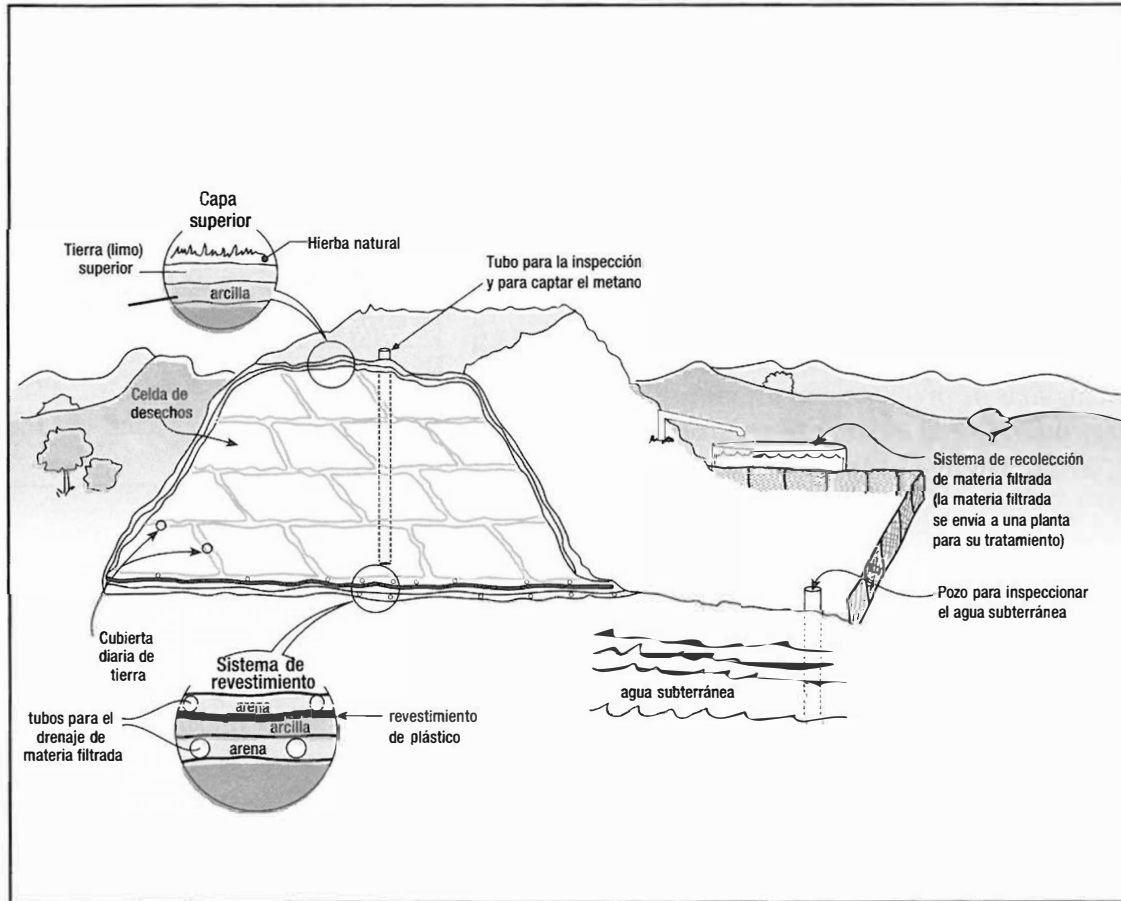 Capa
superior
Hierba natural
Tierra (limo)
superior
arcilla
Tubo para la inspección
y para captar el metano
Celda de
desechos
Sistema de recolección
de materia filtrada
(la materia filtrada
se envía a una planta
para su tratamiento)
Pozo para inspeccionar
el agua subterránea
Cubierta
diaria de
tierra
Sistema de
revestimiento
agua subterránea
arena
arcilla
arena
tubos para el
drenaje de
materia filtrada
revestimiento
de plástico